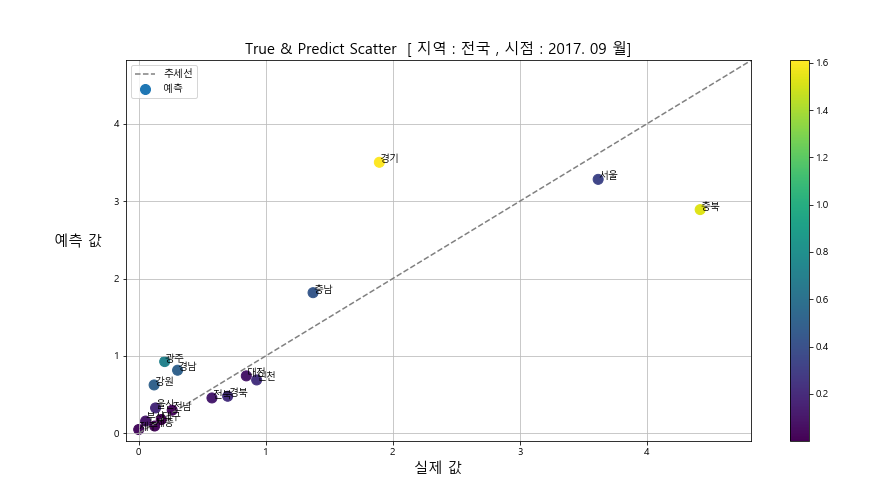 True & Predict Scatter [ 지역 : 전국 , 시점 : 2017. 09 월]
추세선
예측
예측 값
4
3
2
1
0
경기
서울
충북
충남
광주
경남
강원
대전
인천
전북
경북
울산
전남
0
1
2
3
4
실제 값
1.6
1.4
1.2
1.0
0.8
0.6
0.4
0.2